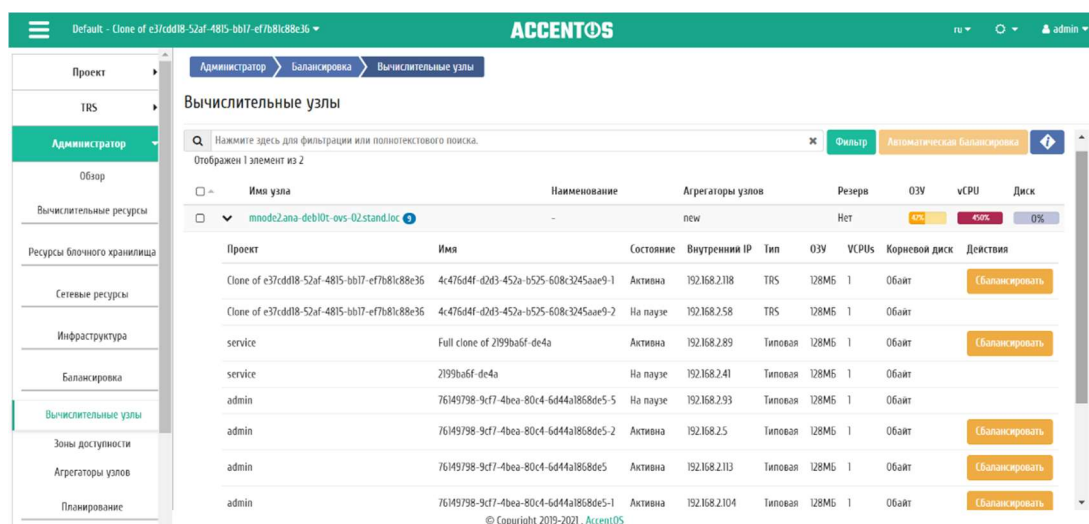 Default - Clone of e37cdd18-52af-4815-bb17-ef7b81c88e36
ACCENTOS
ru
admin
Проект
TRS
Администратор
Обзор
Вычислительные ресурсы
Ресурсы блочного хранилища
Сетевые ресурсы
Инфраструктура
Балансировка
Вычислительные узлы
Зоны доступности
Агрегаторы узлов
Планирование
Администратор Балансировка Вычислительные узлы
Вычислительные узлы
Нажмите здесь для фильтрации или полнотекстового поиска. Фильтр Автоматическая балансировка
Отображен 1 элемент из 2
Имя узла Наименование Агрегаторы узлов Резерв ОЗУ vCPU Диск
mnode2.ana-deb10t-ovs-02.stand.loc 9 - new Нет 47% 450% 0%
Проект Имя Состояние Внутренний IP Тип ОЗУ VCPUs Корневой диск Действия
Clone of e37cdd18-52af-4815-bb17-ef7b81c88e36 4c476d4f-d2d3-452a-b525-608c3245aae9-1 Активна 192.168.2.118 TRS 128МБ 1 0байт Сбалансировать
Clone of e37cdd18-52af-4815-bb17-ef7b81c88e36 4c476d4f-d2d3-452a-b525-608c3245aae9-2 На паузе 192.168.2.58 TRS 128МБ 1 0байт
service Full clone of 2199ba6f-de4a Активна 192.168.2.89 Типовая 128МБ 1 0байт Сбалансировать
service 2199ba6f-de4a На паузе 192.168.2.41 Типовая 128МБ 1 0байт
admin 76149798-9cf7-4bea-80c4-6d44a1868de5-5 На паузе 192.168.2.93 Типовая 128МБ 1 0байт
admin 76149798-9cf7-4bea-80c4-6d44a1868de5-2 Активна 192.168.2.5 Типовая 128МБ 1 0байт Сбалансировать
admin 76149798-9cf7-4bea-80c4-6d44a1868de5 Активна 192.168.2.113 Типовая 128МБ 1 0байт Сбалансировать
admin 76149798-9cf7-4bea-80c4-6d44a1868de5-1 Активна 192.168.2.104 Типовая 128МБ 1 0байт Сбалансировать
© Copyright 2019-2021 . AccentOS